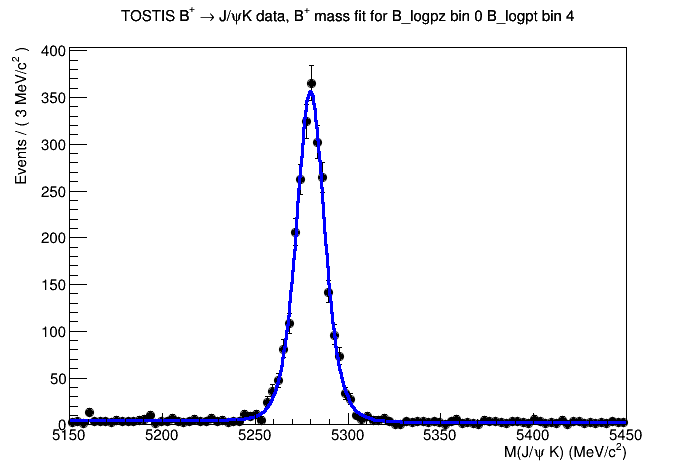 TOSTIS B⁺ → J/ψK data, B⁺ mass fit for B_logpz bin 0 B_logpt bin 4
Events / ( 3 MeV/c² )
400
350
300
250
200
150
100
50
0
5150 5200 5250 5300 5350 5400 5450
M(J/ψ K) (MeV/c²)